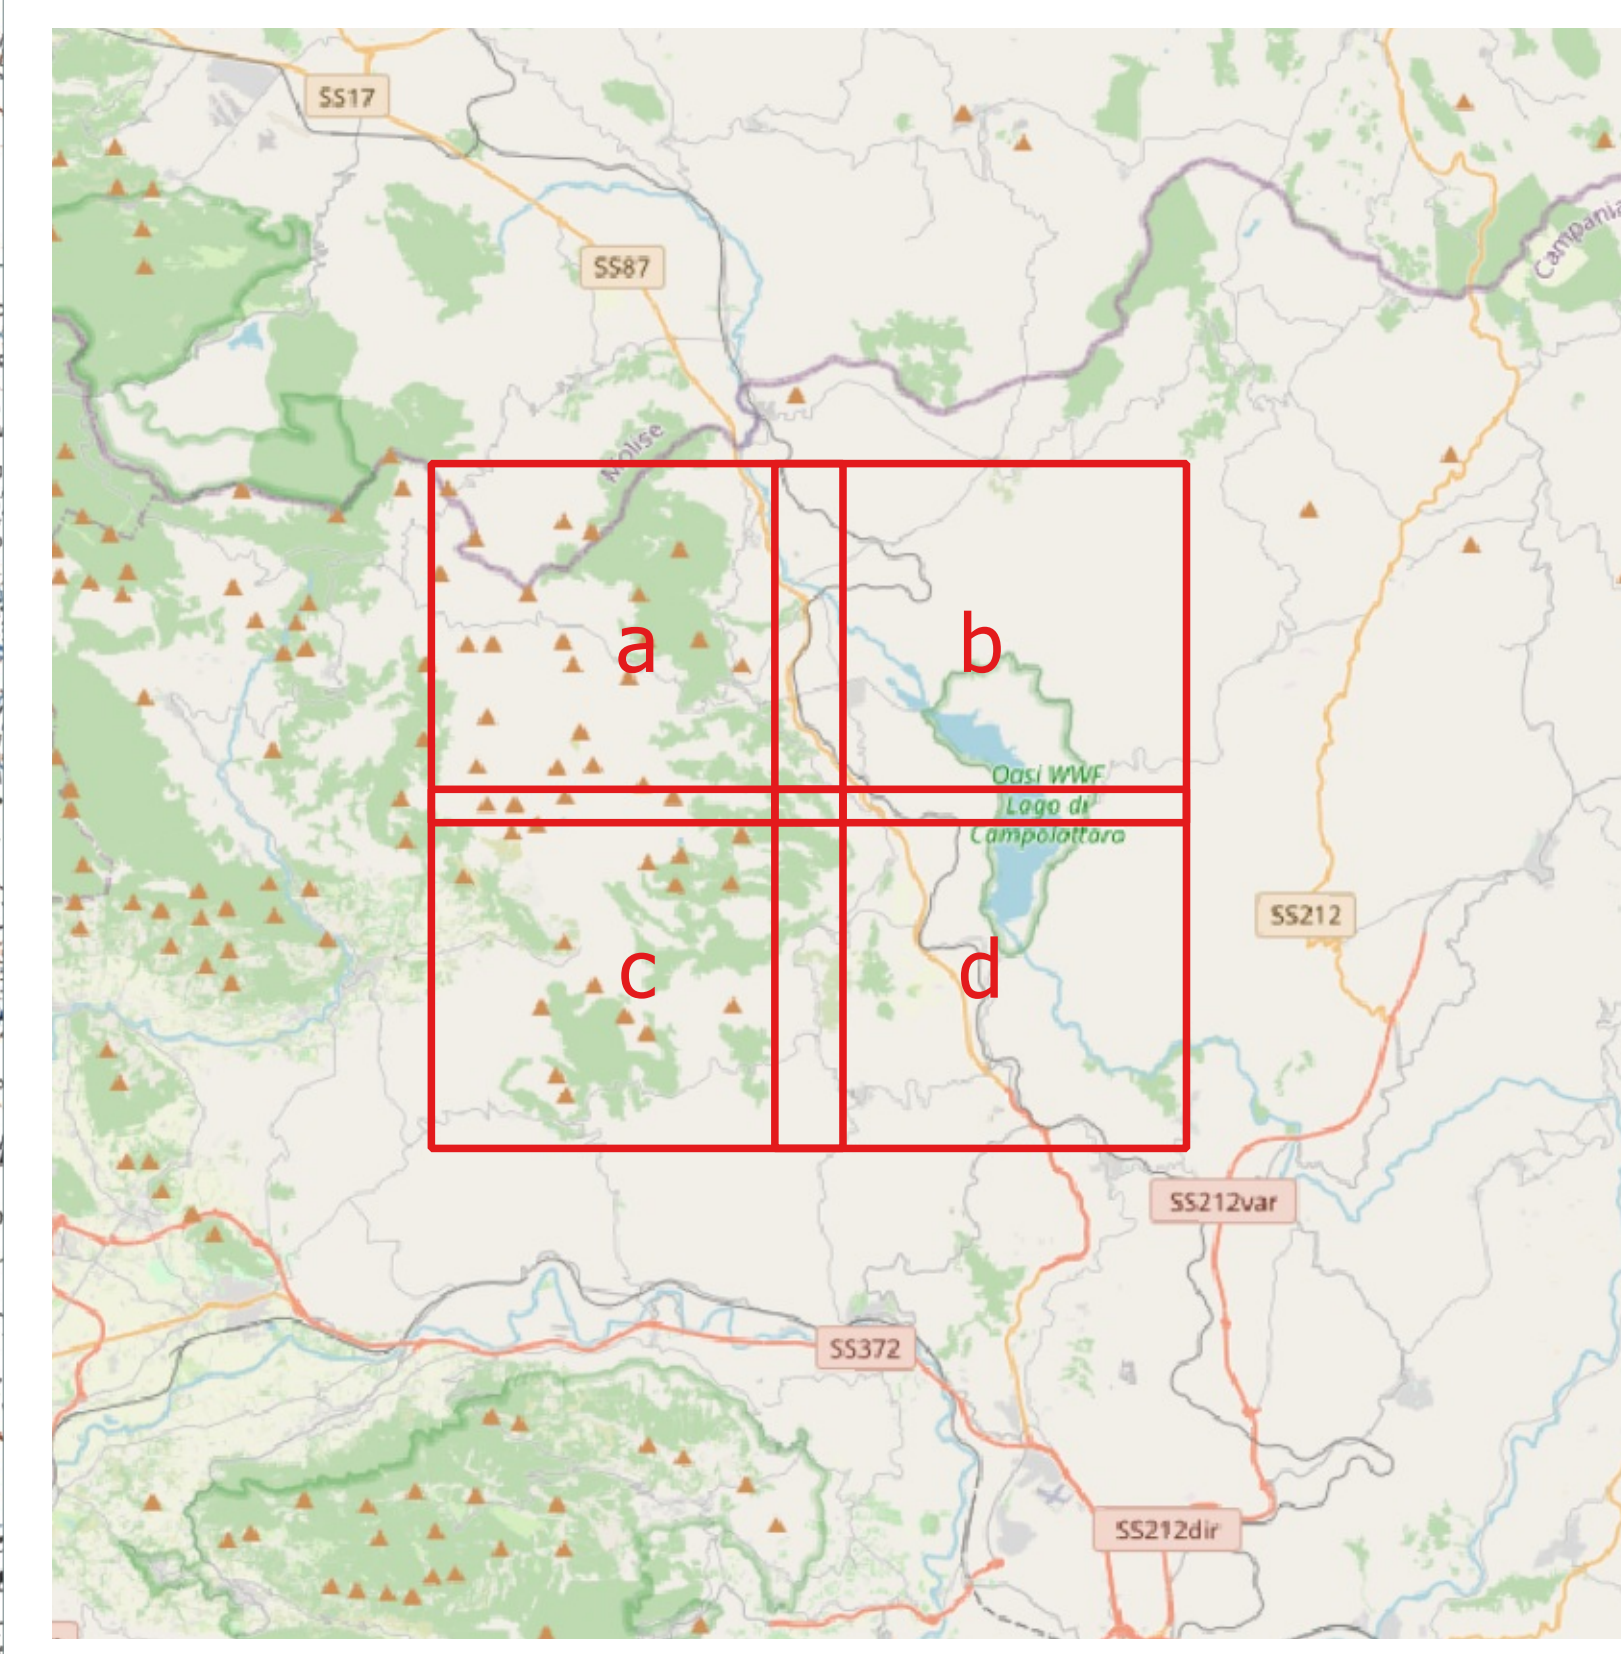 SS17
SS87
Campania
Molise
a
b
Oasi WWF
Lago di
Campolattaro
SS212
c
d
SS212var
SS372
SS212dir